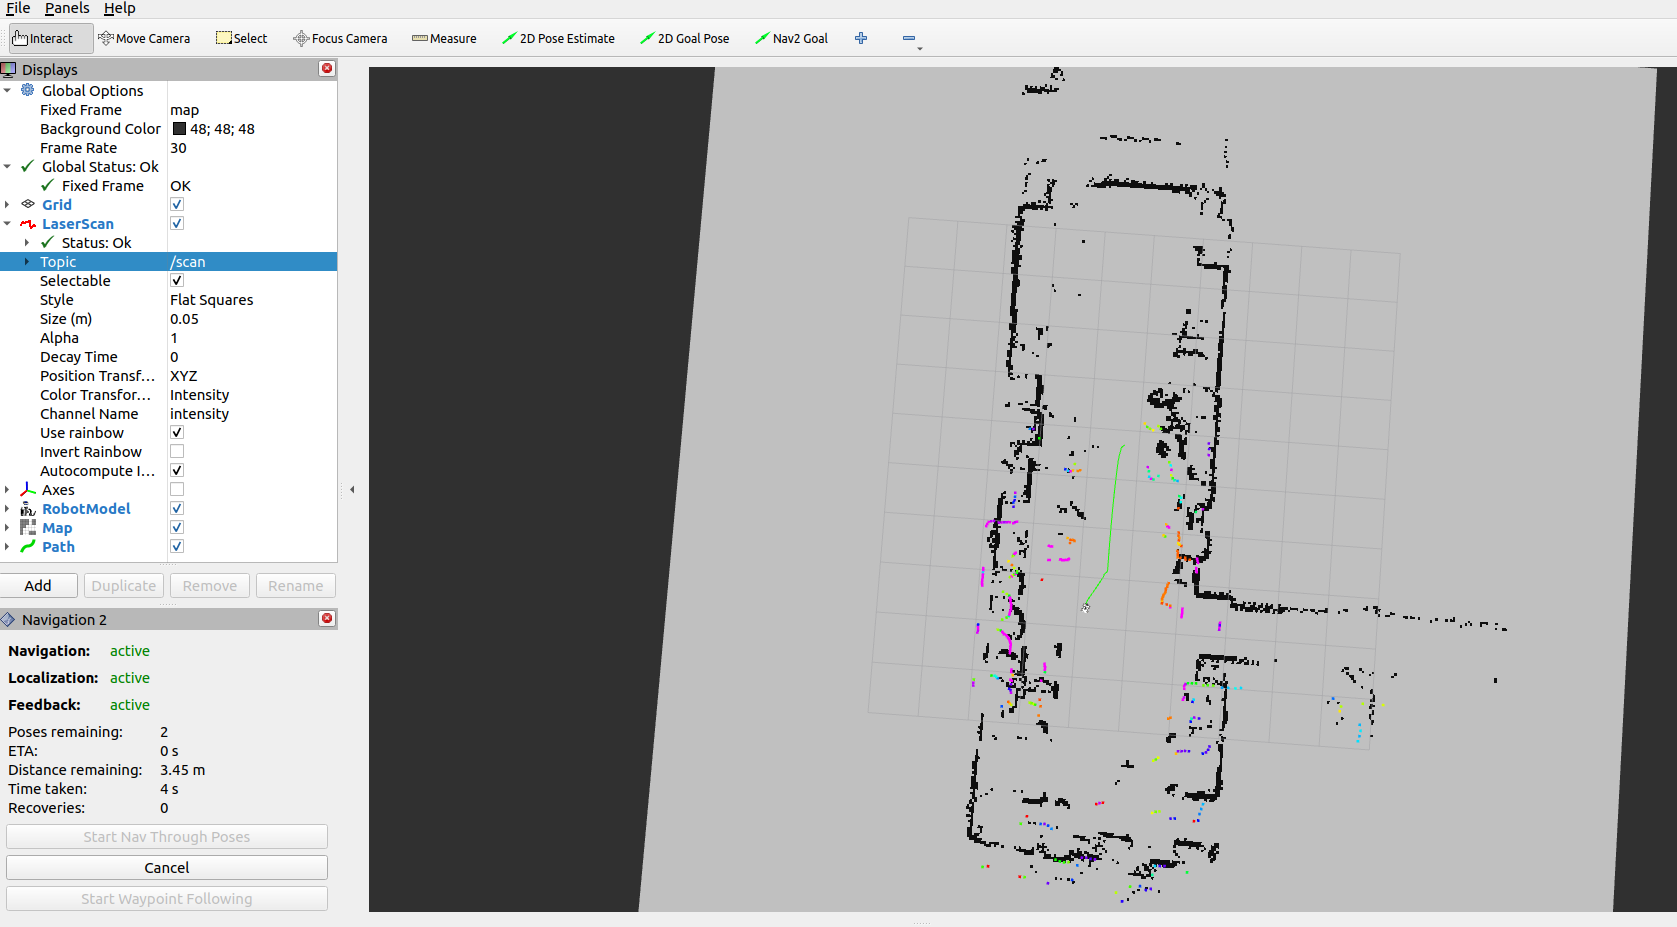 File Panels Help
Interact Move Camera Select Focus Camera Measure 2D Pose Estimate 2D Goal Pose Nav2 Goal
Displays
Global Options
Fixed Frame map
Background Color 48; 48; 48
Frame Rate 30
Global Status: Ok
Fixed Frame OK
Grid
LaserScan
Status: Ok
Topic /scan
Selectable
Style Flat Squares
Size (m) 0.05
Alpha 1
Decay Time 0
Position Transf... XYZ
Color Transfor... Intensity
Channel Name intensity
Use rainbow
Invert Rainbow
Autocompute I...
Axes
RobotModel
Map
Path
Add Duplicate Remove Rename
Navigation 2
Navigation: active
Localization: active
Feedback: active
Poses remaining: 2
ETA: 0 s
Distance remaining: 3.45 m
Time taken: 4 s
Recoveries: 0
Start Nav Through Poses
Cancel
Start Waypoint Following